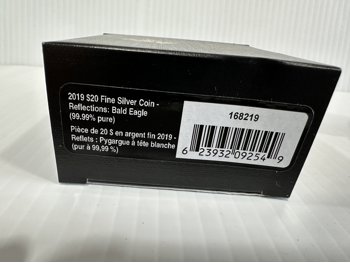 2019 $20 Fine Silver Coin -
Reflections: Bald Eagle
(99.99% pure)
Pièce de 20 $ en argent fin 2019 -
Reflets : Pygargue à tête blanche
(pur à 99,99 %)
168219
6 23932 09254 9